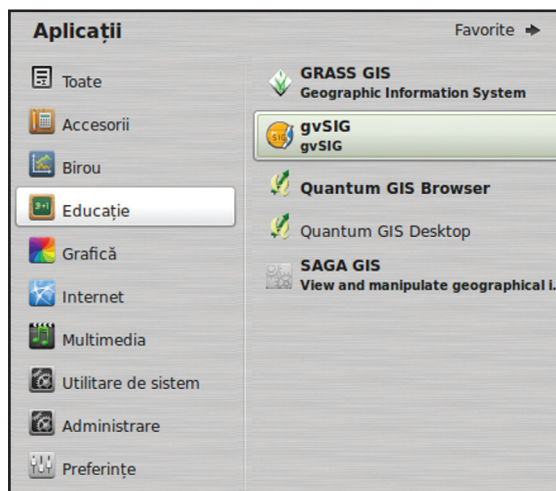 Aplicații
Favorite
Toate
Accesorii
Birou
Educație
Grafică
Internet
Multimedia
Utilitare de sistem
Administrare
Preferințe
GRASS GIS
Geographic Information System
gvSIG
gvSIG
Quantum GIS Browser
Quantum GIS Desktop
SAGA GIS
View and manipulate geographical i.